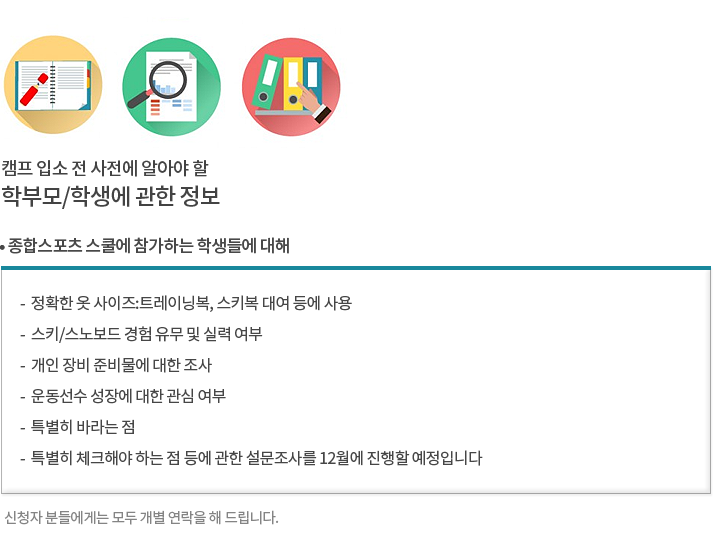 캠프 입소 전 사전에 알아야 할
학부모/학생에 관한 정보
• 종합스포츠 스쿨에 참가하는 학생들에 대해
- 정확한 옷 사이즈:트레이닝복, 스키복 대여 등에 사용
- 스키/스노보드 경험 유무 및 실력 여부
- 개인 장비 준비물에 대한 조사
- 운동선수 성장에 대한 관심 여부
- 특별히 바라는 점
- 특별히 체크해야 하는 점 등에 관한 설문조사를 12월에 진행할 예정입니다
신청자 분들에게는 모두 개별 연락을 해 드립니다.